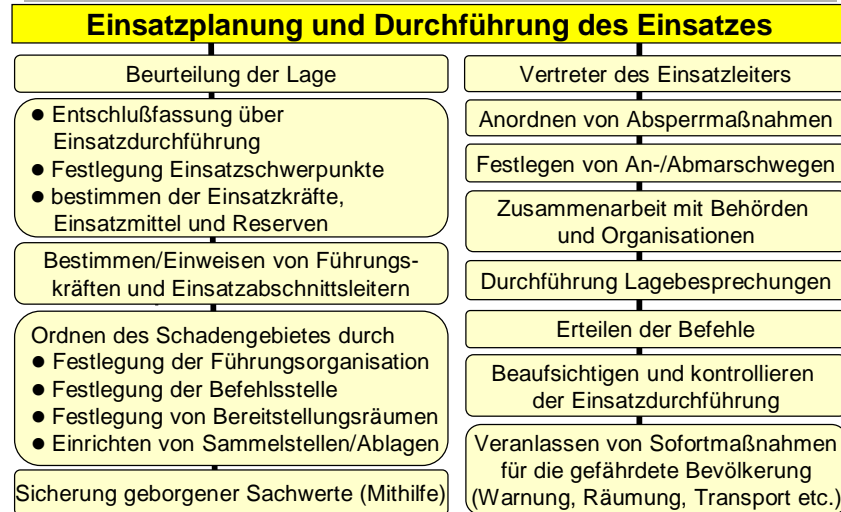 Einsatzplanung und Durchführung des Einsatzes
Beurteilung der Lage
● Entschlußfassung über
Einsatzdurchführung
● Festlegung Einsatzschwerpunkte
● bestimmen der Einsatzkräfte,
Einsatzmittel und Reserven
Bestimmen/Einweisen von Führungs-
kräften und Einsatzabschnittsleitern
Ordnen des Schadengebietes durch
● Festlegung der Führungsorganisation
● Festlegung der Befehlsstelle
● Festlegung von Bereitstellungsräumen
● Einrichten von Sammelstellen/Ablagen
Sicherung geborgener Sachwerte (Mithilfe)
Vertreter des Einsatzleiters
Anordnen von Absperrmaßnahmen
Festlegen von An-/Abmarschwegen
Zusammenarbeit mit Behörden
und Organisationen
Durchführung Lagebesprechungen
Erteilen der Befehle
Beaufsichtigen und kontrollieren
der Einsatzdurchführung
Veranlassen von Sofortmaßnahmen
für die gefährdete Bevölkerung
(Warnung, Räumung, Transport etc.)